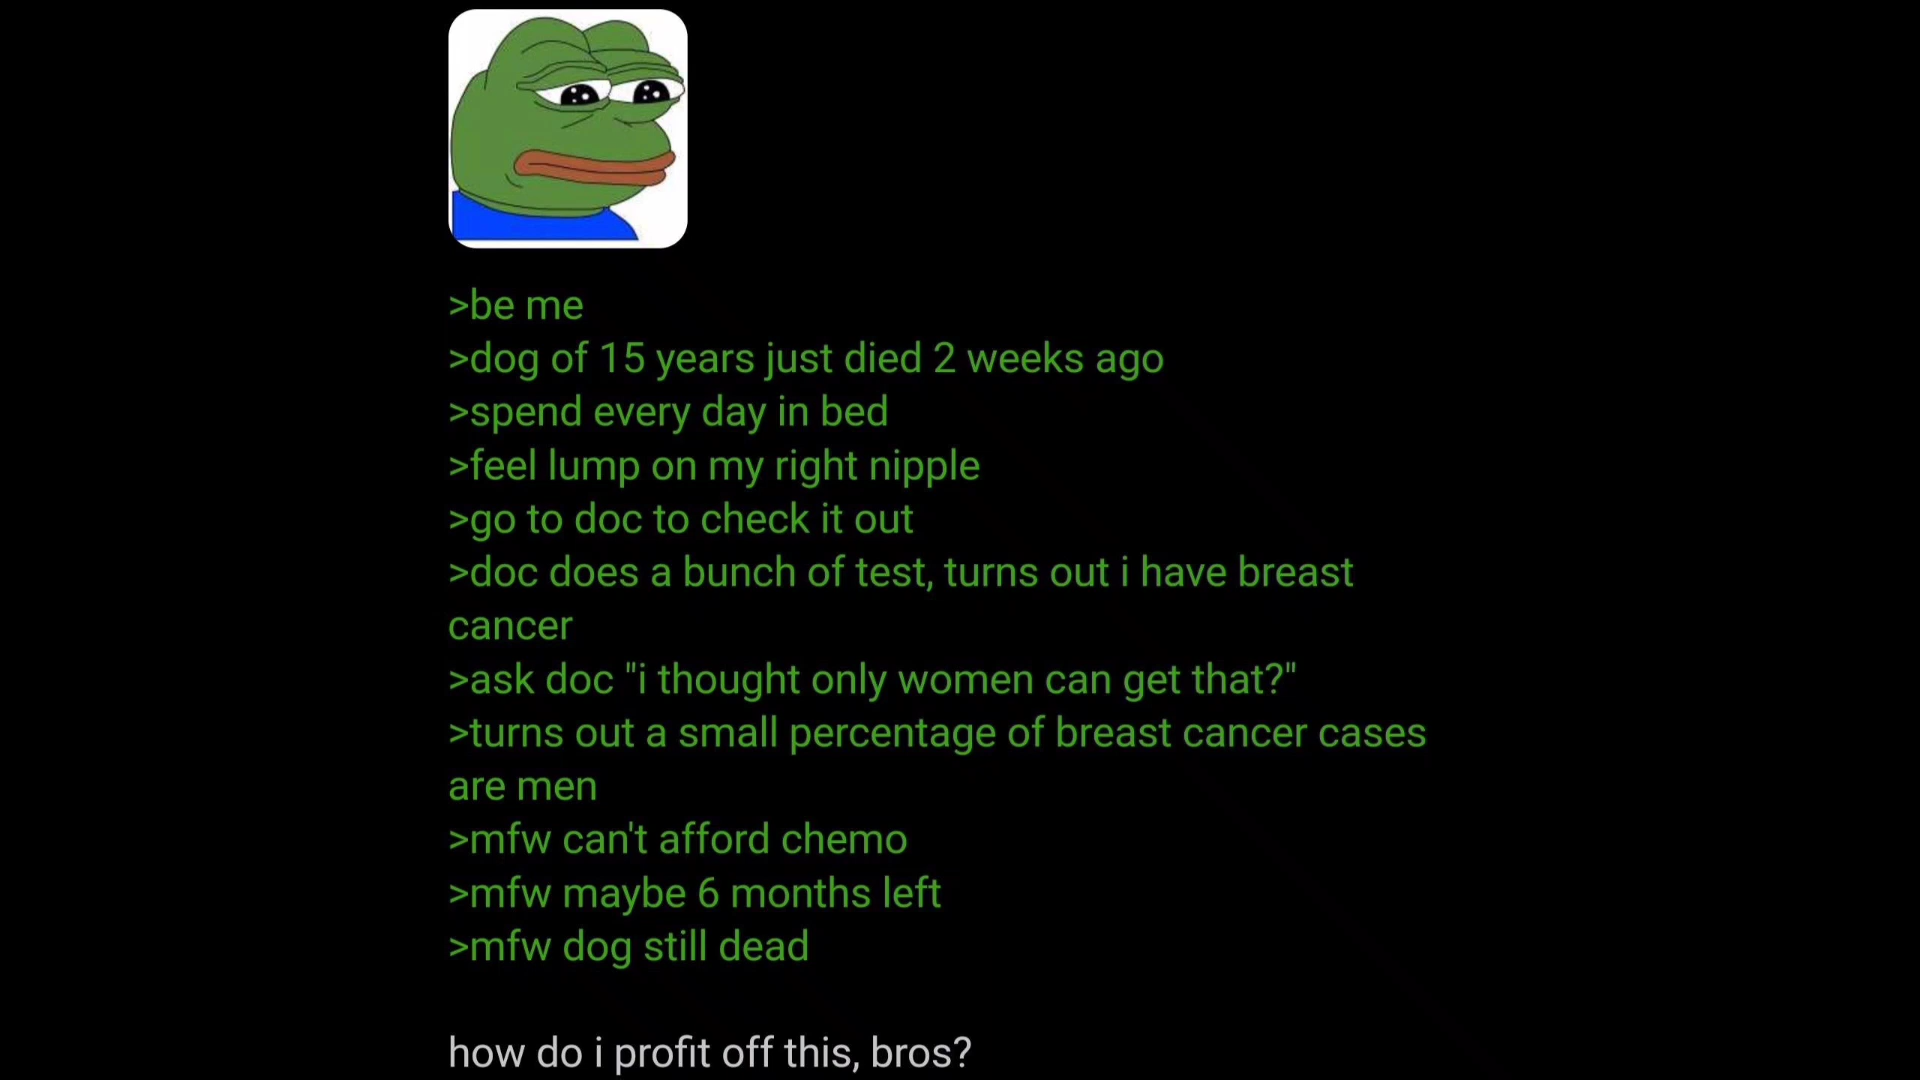 >be me
>dog of 15 years just died 2 weeks ago
>spend every day in bed
>feel lump on my right nipple
>go to doc to check it out
>doc does a bunch of test, turns out i have breast
cancer
>ask doc "i thought only women can get that?"
>turns out a small percentage of breast cancer cases
are men
>mfw can't afford chemo
>mfw maybe 6 months left
>mfw dog still dead
how do i profit off this, bros?